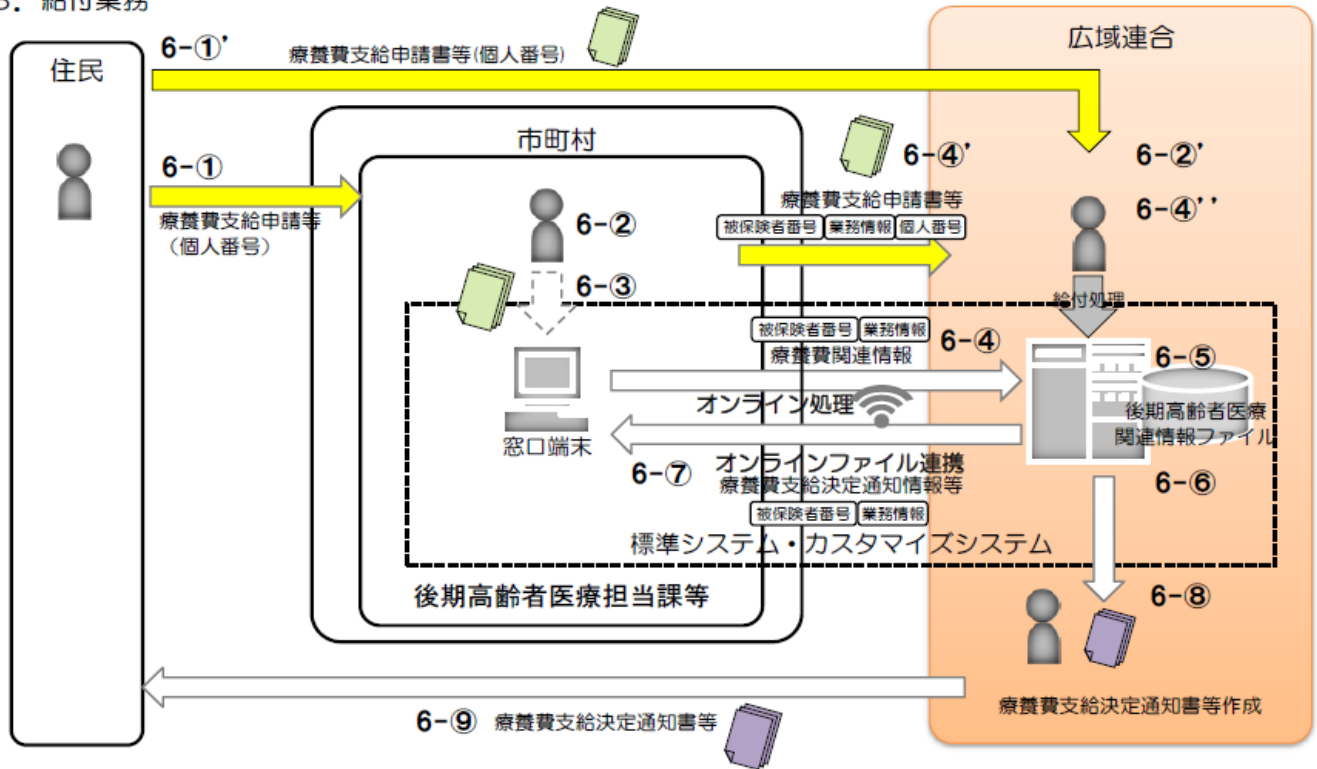 給付業務
住民
6-①'
療養費支給申請書等(個人番号)
広域連合
市町村
6-①
療養費支給申請等
（個人番号）
6-②
6-③
6-④'
療養費支給申請書等
被保険者番号 業務情報 個人番号
6-②'
6-④''
給付処理
被保険者番号 業務情報
6-④
療養費関連情報
オンライン処理
窓口端末
6-⑤
後期高齢者医療
関連情報ファイル
6-⑦
オンラインファイル連携
療養費支給決定通知情報等
被保険者番号 業務情報
6-⑥
標準システム・カスタマイズシステム
後期高齢者医療担当課等
6-⑧
療養費支給決定通知書等作成
6-⑨ 療養費支給決定通知書等